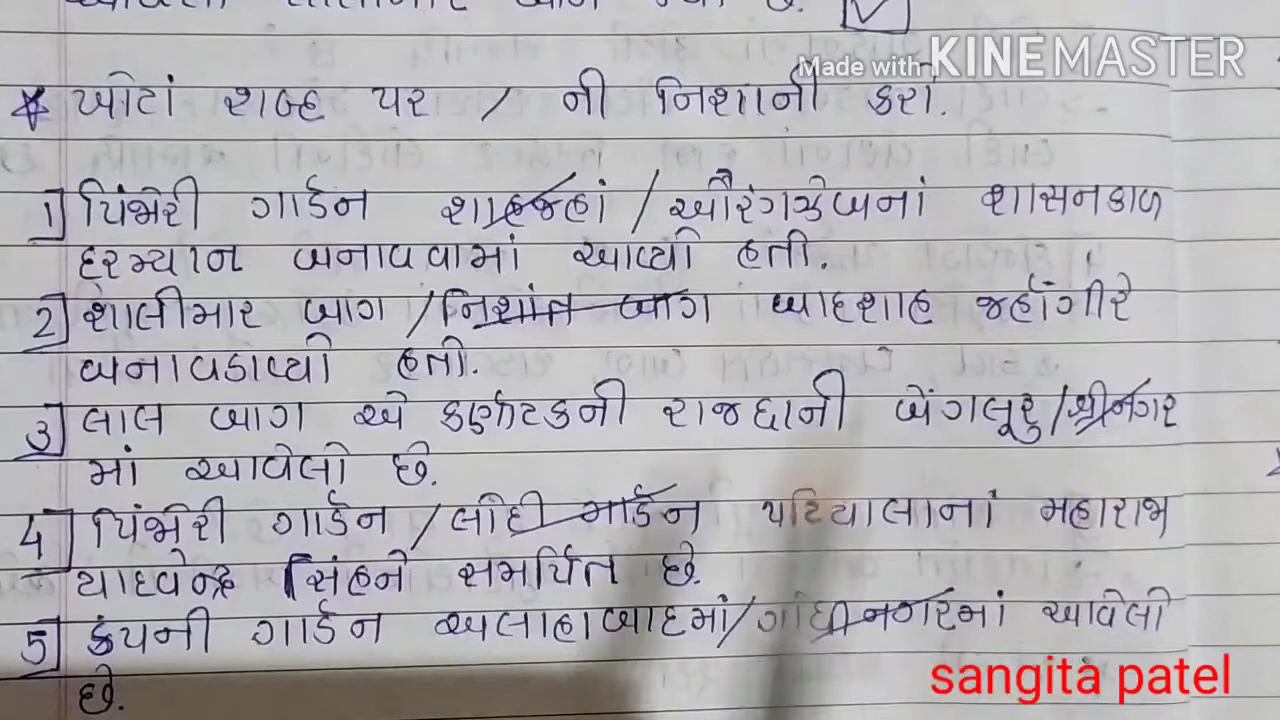 Made with KINEMASTER
* ખોટાં શબ્દ પર / ની નિશાની કરો.
1] પિંજોરી ગાર્ડન શાહજહાં / ઔરંગઝેબનાં શાસનકાળ
દરમ્યાન બનાવવામાં આવ્યો હતો.
2] શાલીમાર બાગ / નિશાંત બાગ બાદશાહ જહાઁગીરે
બનાવડાવ્યો હતો.
3] લાલ બાગ એ કર્ણાટકની રાજધાની બેંગલૂરુ / શ્રીનગર
માં આવેલો છે.
4] પિંજોરી ગાર્ડન / લોદી ગાર્ડન પટિયાલાનાં મહારાજા
યાદવેન્દ્ર સિંહને સમર્પિત છે.
5] કંપની ગાર્ડન અલાહાબાદમાં / ગાંધીનગરમાં આવેલો
છે.
sangita patel